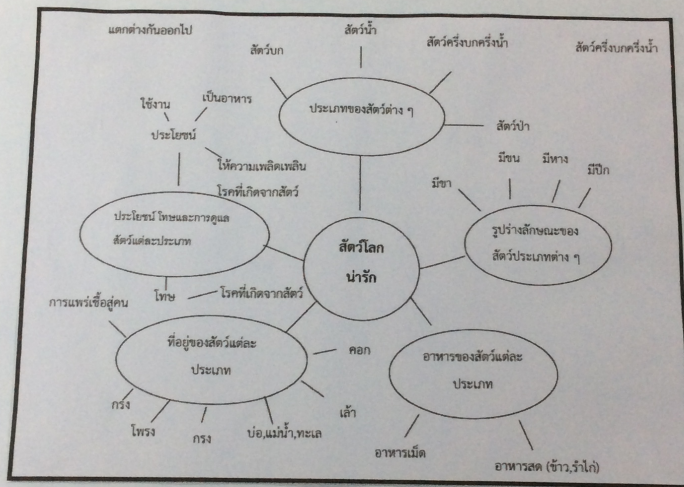 แตกต่างกันออกไป
สัตว์บก
สัตว์น้ำ
สัตว์ครึ่งบกครึ่งน้ำ
สัตว์ครึ่งบกครึ่งน้ำ
ประเภทของสัตว์ต่าง ๆ
สัตว์ป่า
ใช้งาน
เป็นอาหาร
ประโยชน์
ให้ความเพลิดเพลิน
โรคที่เกิดจากสัตว์
ประโยชน์ โทษและการดูแล
สัตว์แต่ละประเภท
โทษ
โรคที่เกิดจากสัตว์
มีขา
มีขน
มีหาง
มีปีก
รูปร่างลักษณะของ
สัตว์ประเภทต่าง ๆ
สัตว์โลก
น่ารัก
การแพร่เชื้อสู่คน
ที่อยู่ของสัตว์แต่ละ
ประเภท
คอก
เล้า
กรง
โพรง
กรง
บ่อ,แม่น้ำ,ทะเล
อาหารของสัตว์แต่ละ
ประเภท
อาหารเม็ด
อาหารสด (ข้าว,รำไก่)